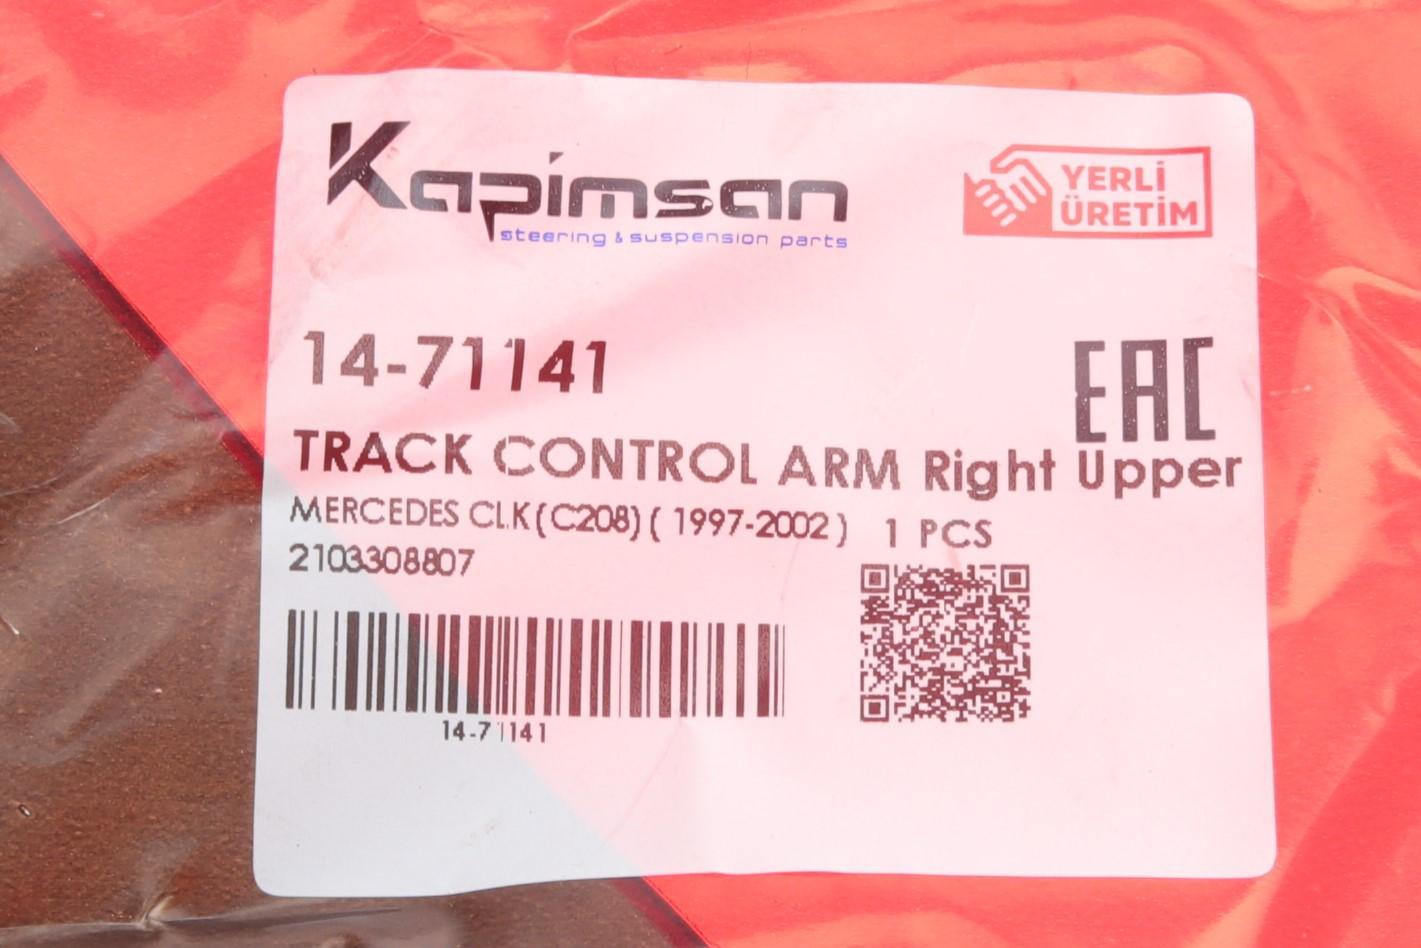 Kapimsan
steering & suspension parts
YERLİ
ÜRETİM
14-71141
EAC
TRACK CONTROL ARM Right Upper
MERCEDES CLK(C208) ( 1997-2002 ) 1 PCS
2103308807
14-71141